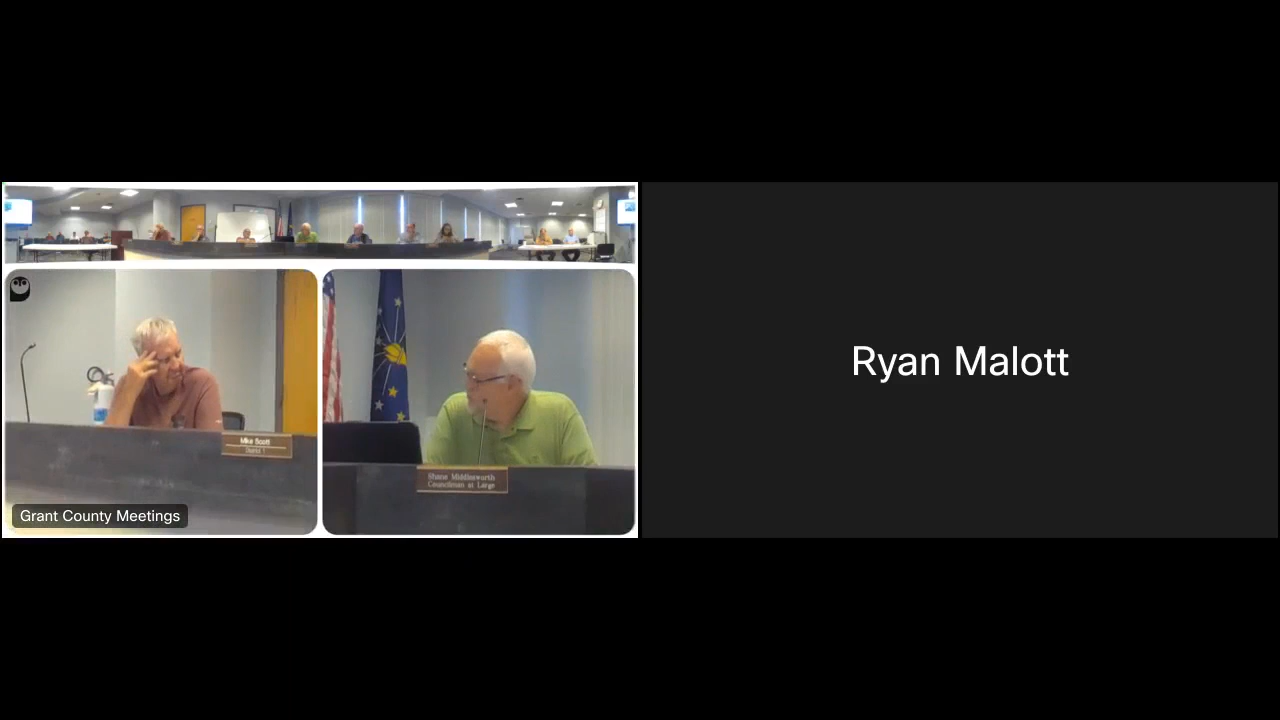 Mike Scott
District 1
Shane Middlesworth
Councilman at Large
Grant County Meetings
Ryan Malott